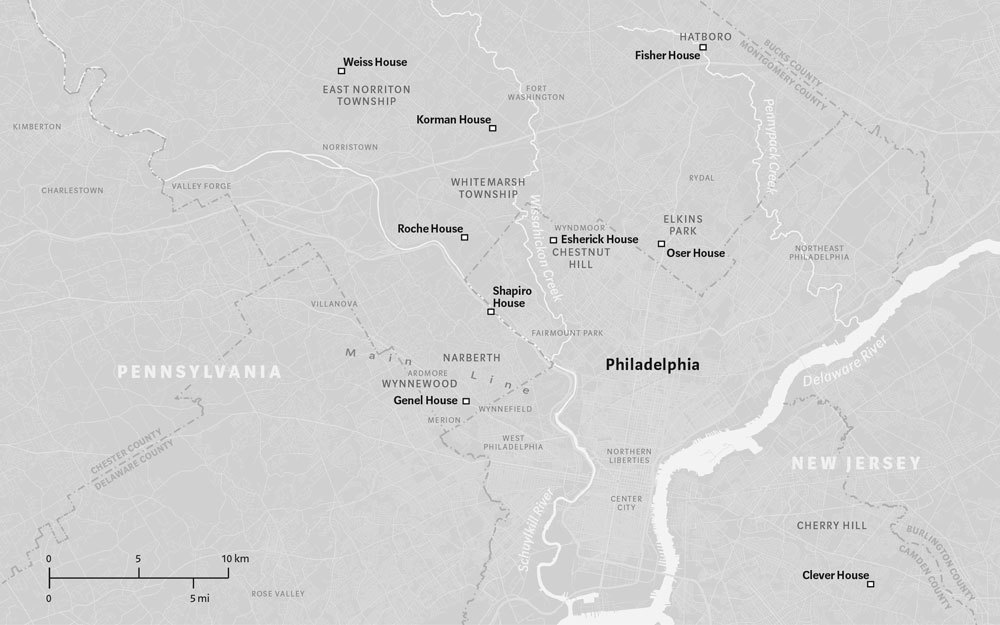 HATBORO
Fisher House
BUCKS COUNTY
MONTGOMERY COUNTY
Weiss House
EAST NORRITON
TOWNSHIP
FORT
WASHINGTON
Korman House
KIMBERTON
NORRISTOWN
Pennypack Creek
CHARLESTOWN
VALLEY FORGE
WHITEMARSH
TOWNSHIP
RYDAL
Wissahickon Creek
Roche House
WYNDMOOR
Esherick House
CHESTNUT
HILL
ELKINS
PARK
Oser House
NORTHEAST
PHILADELPHIA
Shapiro
House
VILLANOVA
FAIRMOUNT PARK
Main Line
NARBERTH
ARDMORE
WYNNEWOOD
Genel House
WYNNEFIELD
MERION
Philadelphia
Delaware River
PENNSYLVANIA
CHESTER COUNTY
DELAWARE COUNTY
WEST
PHILADELPHIA
NORTHERN
LIBERTIES
CENTER
CITY
Schuylkill River
NEW JERSEY
CHERRY HILL
BURLINGTON COUNTY
CAMDEN COUNTY
Clever House
0 5 10 km
0 5 mi
ROSE VALLEY